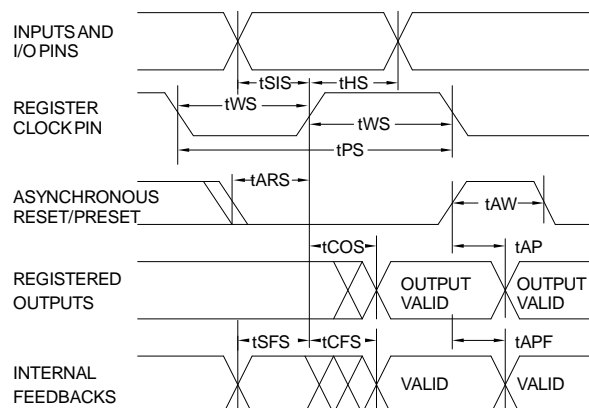 INPUTS AND
I/O PINS
tSIS
tHS
REGISTER
CLOCK PIN
tWS
tWS
tPS
ASYNCHRONOUS
RESET/PRESET
tARS
tAW
tCOS
tAP
REGISTERED
OUTPUTS
OUTPUT
VALID
OUTPUT
VALID
tSFS
tCFS
tAPF
INTERNAL
FEEDBACKS
VALID
VALID